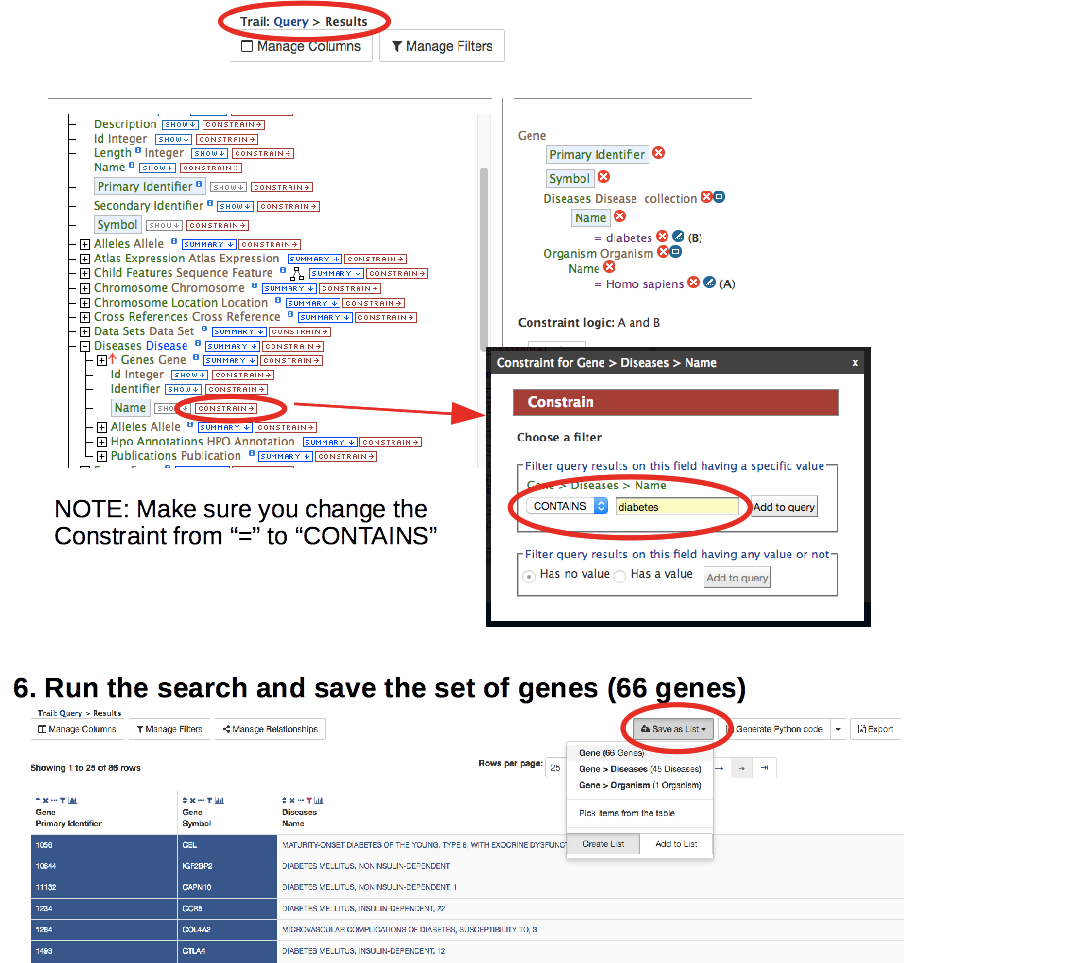 Trail: Query > Results
Manage Columns
Manage Filters
Description SHOW CONSTRAIN
Id Integer SHOW CONSTRAIN
Length Integer SHOW CONSTRAIN
Name SHOW CONSTRAIN
Primary Identifier SHOW CONSTRAIN
Secondary Identifier SHOW CONSTRAIN
Symbol SHOW CONSTRAIN
Alleles Allele SUMMARY CONSTRAIN
Atlas Expression Atlas Expression SUMMARY CONSTRAIN
Child Features Sequence Feature SUMMARY CONSTRAIN
Chromosome Chromosome SUMMARY CONSTRAIN
Chromosome Location Location SUMMARY CONSTRAIN
Cross References Cross Reference SUMMARY CONSTRAIN
Data Sets Data Set SUMMARY CONSTRAIN
Diseases Disease SUMMARY CONSTRAIN
Genes Gene SUMMARY CONSTRAIN
Id Integer SHOW CONSTRAIN
Identifier SHOW CONSTRAIN
Name CONSTRAIN
Alleles Allele SUMMARY CONSTRAIN
Hpo Annotations HPO Annotation SUMMARY CONSTRAIN
Publications Publication SUMMARY CONSTRAIN
Gene
Primary Identifier
Symbol
Diseases Disease collection
Name
= diabetes (B)
Organism Organism
Name
= Homo sapiens (A)
Constraint logic: A and B
Constraint for Gene > Diseases > Name x
Constrain
Choose a filter
Filter query results on this field having a specific value
Gene > Diseases > Name
CONTAINS diabetes Add to query
Filter query results on this field having any value or not
Has no value Has a value Add to query
NOTE: Make sure you change the
Constraint from “=” to “CONTAINS”
6. Run the search and save the set of genes (66 genes)
Trail: Query > Results
Manage Columns Manage Filters Manage Relationships Save as List Generate Python code Export
Showing 1 to 25 of 86 rows
Rows per page: 25
Gene (66 Genes)
Gene > Diseases (45 Diseases)
Gene > Organism (1 Organism)
Pick items from the table
Create List Add to List
Gene Gene Diseases
Primary Identifier Symbol Name
1056 CEL MATURITY-ONSET DIABETES OF THE YOUNG, TYPE 8, WITH EXOCRINE DYSFUNCT
10644 IGF2BP2 DIABETES MELLITUS, NONINSULIN-DEPENDENT
11132 CAPN10 DIABETES MELLITUS, NONINSULIN-DEPENDENT, 1
1234 CCR5 DIABETES MELLITUS, INSULIN-DEPENDENT, 22
1284 COL4A2 MICROVASCULAR COMPLICATIONS OF DIABETES, SUSCEPTIBILITY TO, 3
1493 CTLA4 DIABETES MELLITUS, INSULIN-DEPENDENT, 12